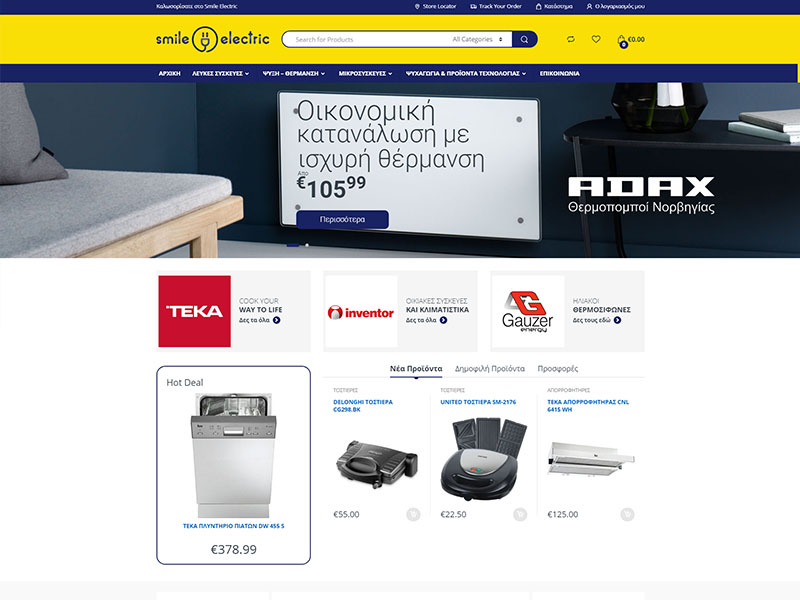 Καλωσορίσατε στο Smile Electric
Store Locator
Track Your Order
Κατάστημα
Ο λογαριασμός μου
smile electric
Search for Products
All Categories
0
€0.00
ΑΡΧΙΚΗ
ΛΕΥΚΕΣ ΣΥΣΚΕΥΕΣ
ΨΥΞΗ – ΘΕΡΜΑΝΣΗ
ΜΙΚΡΟΣΥΣΚΕΥΕΣ
ΨΥΧΑΓΩΓΙΑ & ΠΡΟΪΟΝΤΑ ΤΕΧΝΟΛΟΓΙΑΣ
ΕΠΙΚΟΙΝΩΝΙΑ
Οικονομική
κατανάλωση με
ισχυρή θέρμανση
Απο
€105⁹⁹
Περισσότερα
ADAX
Θερμοπομποί Νορβηγίας
TEKA
COOK YOUR
WAY TO LIFE
Δες τα όλα
inventor
ΟΙΚΙΑΚΕΣ ΣΥΣΚΕΥΕΣ
ΚΑΙ ΚΛΙΜΑΤΙΣΤΙΚΑ
Δες τα όλα
Gauzer
energy
ΗΛΙΑΚΟΙ
ΘΕΡΜΟΣΙΦΩΝΕΣ
Δες τους εδώ
Hot Deal
TEKA ΠΛΥΝΤΗΡΙΟ ΠΙΑΤΩΝ DW 455 S
€378.99
Νέα Προϊόντα
Δημοφιλή Προϊόντα
Προσφορές
ΤΟΣΤΙΕΡΕΣ
DELONGHI ΤΟΣΤΙΕΡΑ
CG298.BK
€55.00
ΤΟΣΤΙΕΡΕΣ
UNITED ΤΟΣΤΙΕΡΑ SM-2176
€22.50
ΑΠΟΡΡΟΦΗΤΗΡΕΣ
TEKA ΑΠΟΡΡΟΦΗΤΗΡΑΣ CNL
6415 WH
€125.00